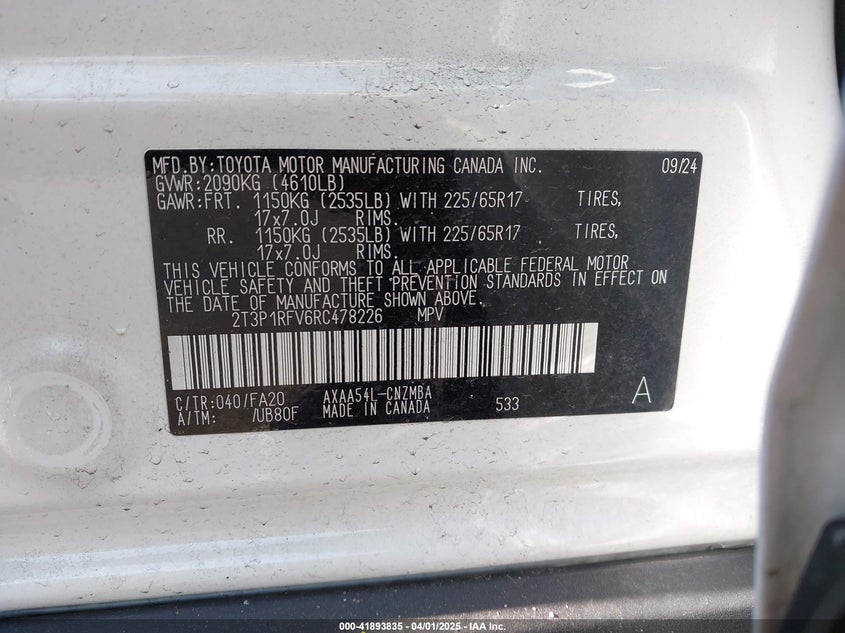 MFD.BY:TOYOTA MOTOR MANUFACTURING CANADA INC. 09/24
GVWR:2090KG (4610LB)
GAWR:FRT. 1150KG (2535LB) WITH 225/65R17 TIRES,
17x7.0J RIMS.
RR. 1150KG (2535LB) WITH 225/65R17 TIRES,
17x7.0J RIMS.
THIS VEHICLE CONFORMS TO ALL APPLICABLE FEDERAL MOTOR
VEHICLE SAFETY AND THEFT PREVENTION STANDARDS IN EFFECT ON
THE DATE OF MANUFACTURE SHOWN ABOVE.
2T3P1RFV6RC478226 MPV
C/TR:040/FA20 AXAA54L-CNZMBA
A/TM: /UB80F MADE IN CANADA 533 A
000-41893835 - 04/01/2025 - IAA Inc.